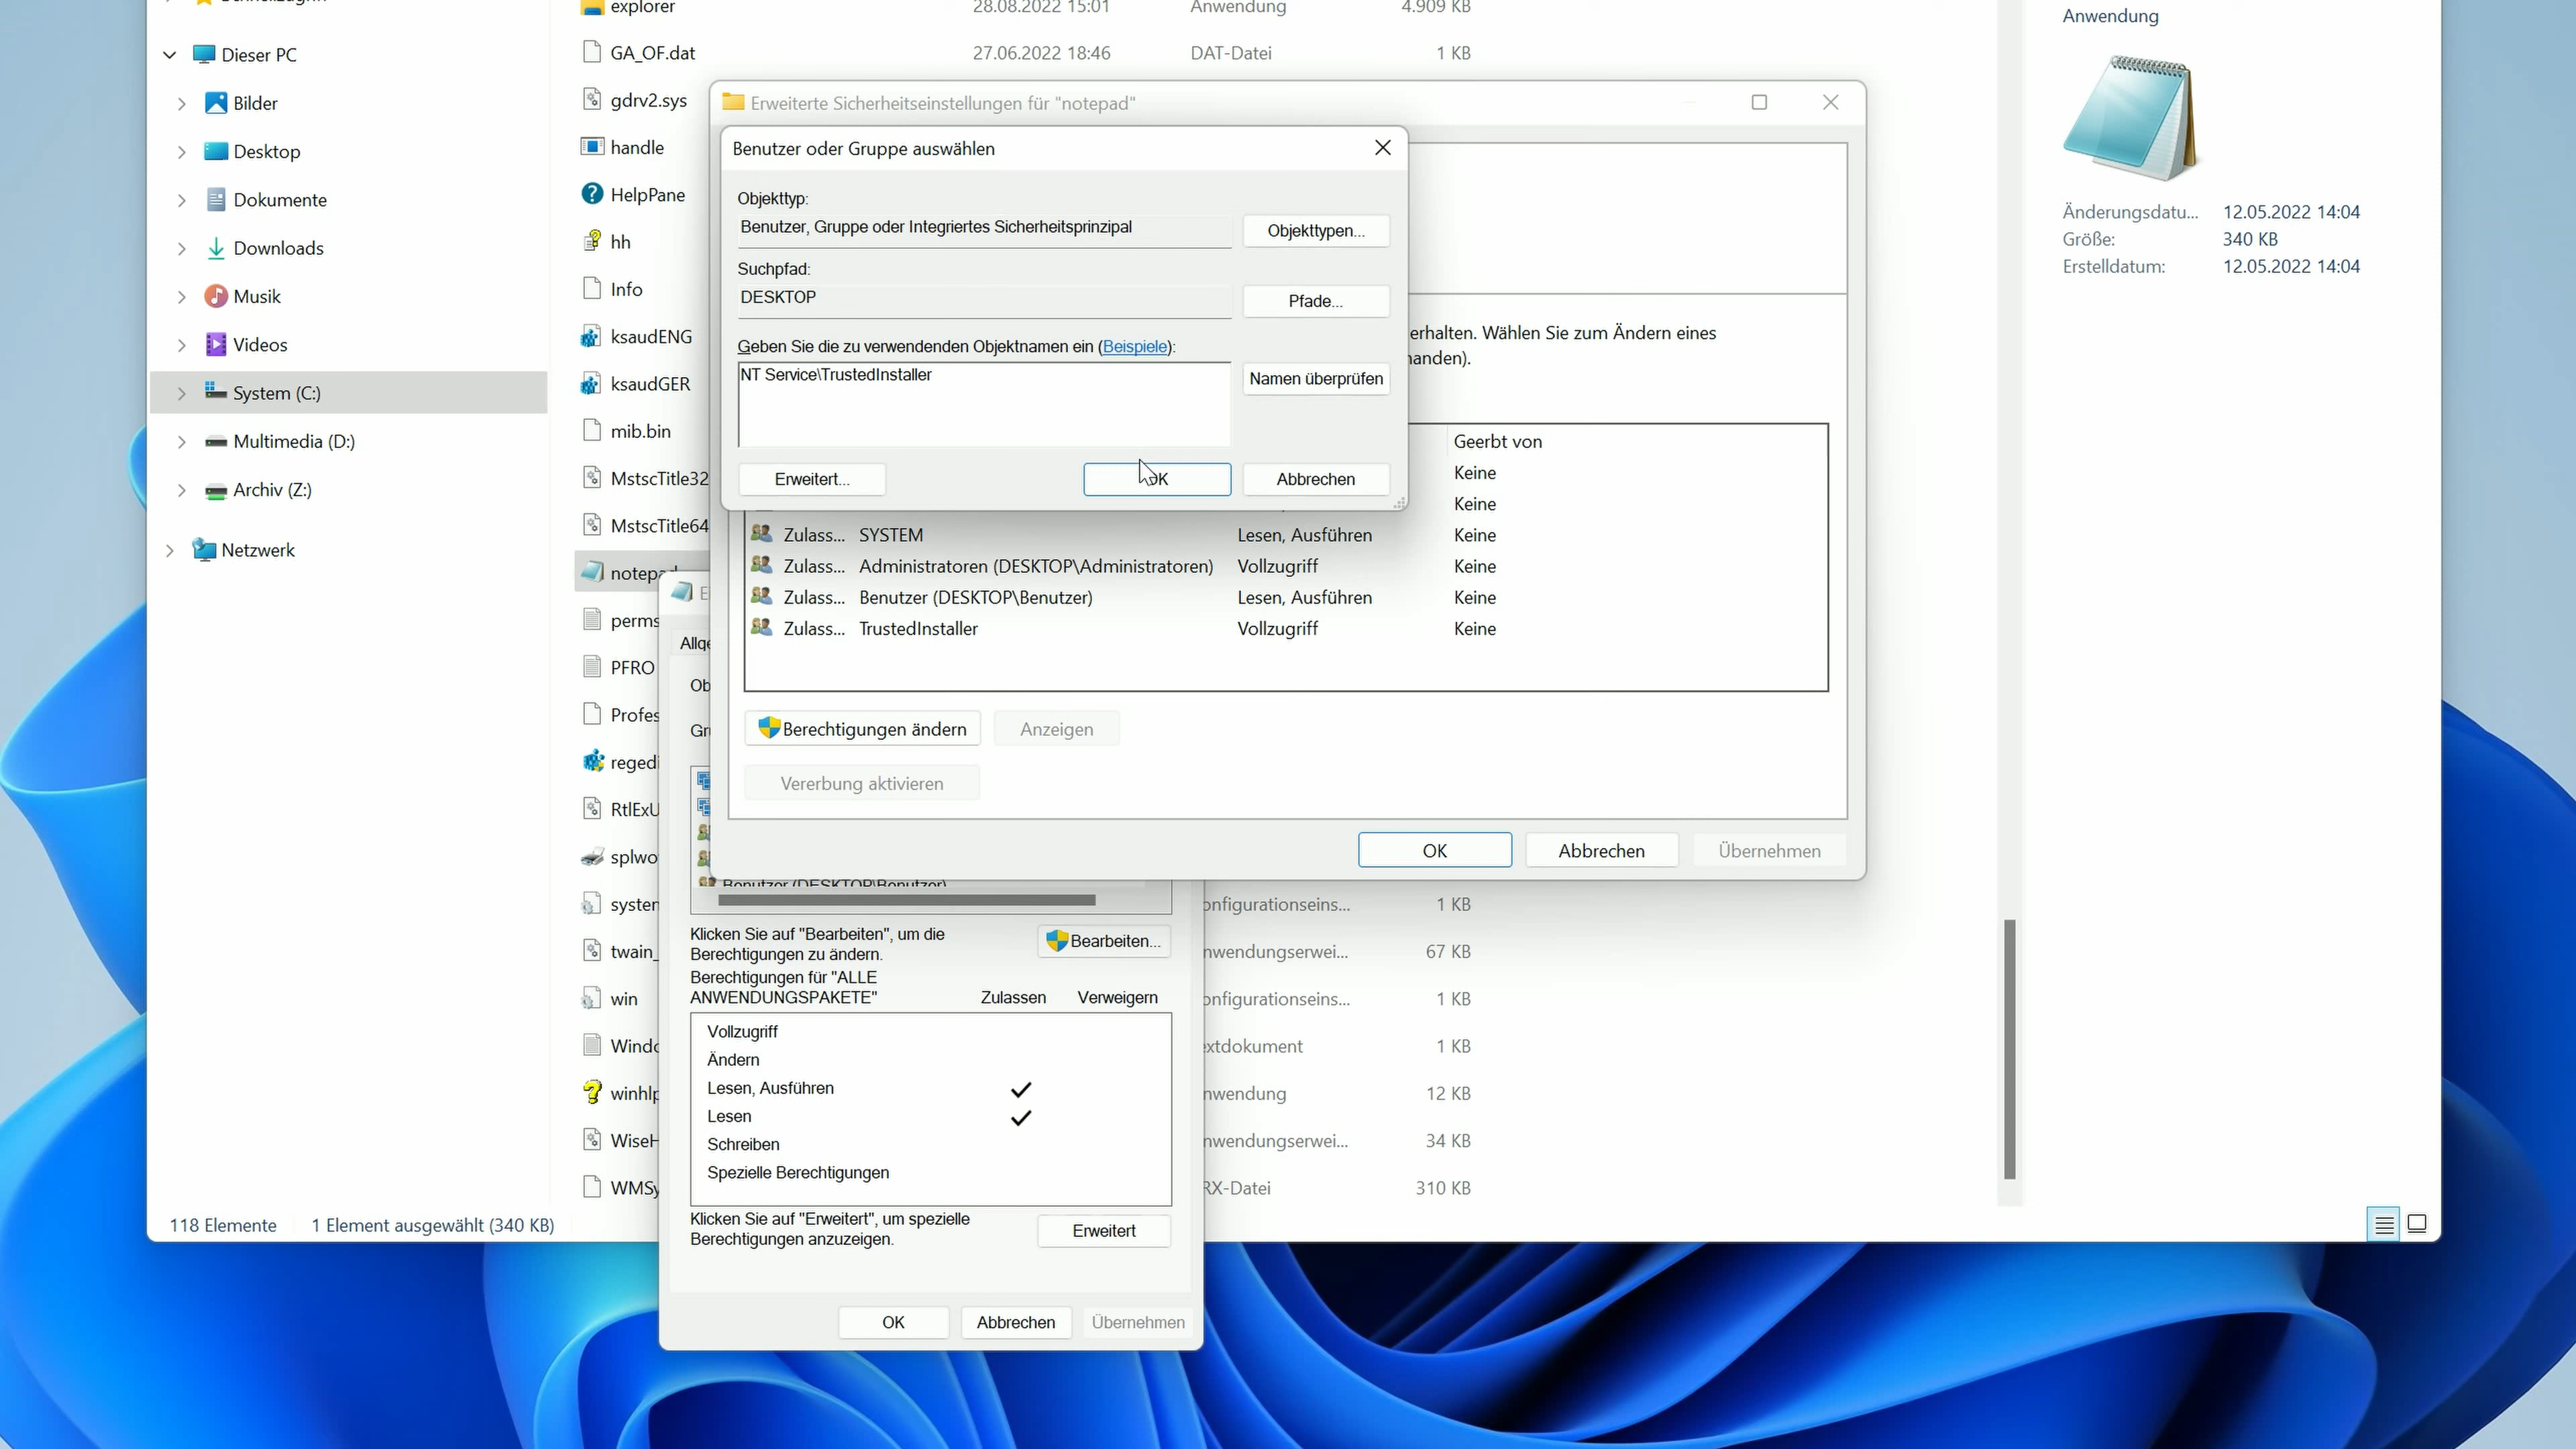 explorer 28.08.2022 15:01 Anwendung 4.909 KB
Dieser PC
Bilder
Desktop
Dokumente
Downloads
Musik
Videos
System (C:)
Multimedia (D:)
Archiv (Z:)
Netzwerk
GA_OF.dat 27.06.2022 18:46 DAT-Datei 1 KB
gdrv2.sys
handle
HelpPane
hh
Info
ksaudENG
ksaudGER
mib.bin
MstscTitle32
MstscTitle64
notepad
perms
PFRO
Profes
regedi
RtlExU
splwo
system
twain_
win
Windo
winhlp
WiseH
WMSy
Erweiterte Sicherheitseinstellungen für "notepad"
Benutzer oder Gruppe auswählen
Objekttyp:
Benutzer, Gruppe oder Integriertes Sicherheitsprinzipal Objekttypen...
Suchpfad:
DESKTOP Pfade...
Geben Sie die zu verwendenden Objektnamen ein (Beispiele):
NT Service\TrustedInstaller Namen überprüfen
Erweitert... OK Abbrechen
erhalten. Wählen Sie zum Ändern eines
handen).
Geerbt von
Keine
Keine
Zulass... SYSTEM Lesen, Ausführen Keine
Zulass... Administratoren (DESKTOP\Administratoren) Vollzugriff Keine
Zulass... Benutzer (DESKTOP\Benutzer) Lesen, Ausführen Keine
Zulass... TrustedInstaller Vollzugriff Keine
Berechtigungen ändern Anzeigen
Vererbung aktivieren
OK Abbrechen Übernehmen
E
Allge
Ob
Gru
Benutzer (DESKTOP\Benutzer)
Klicken Sie auf "Bearbeiten", um die
Berechtigungen zu ändern. Bearbeiten...
Berechtigungen für "ALLE
ANWENDUNGSPAKETE" Zulassen Verweigern
Vollzugriff
Ändern
Lesen, Ausführen
Lesen
Schreiben
Spezielle Berechtigungen
Klicken Sie auf "Erweitert", um spezielle
Berechtigungen anzuzeigen. Erweitert
OK Abbrechen Übernehmen
onfigurationseins... 1 KB
nwendungserwei... 67 KB
onfigurationseins... 1 KB
extdokument 1 KB
nwendung 12 KB
nwendungserwei... 34 KB
RX-Datei 310 KB
118 Elemente 1 Element ausgewählt (340 KB)
Anwendung
Änderungsdatu... 12.05.2022 14:04
Größe: 340 KB
Erstelldatum: 12.05.2022 14:04